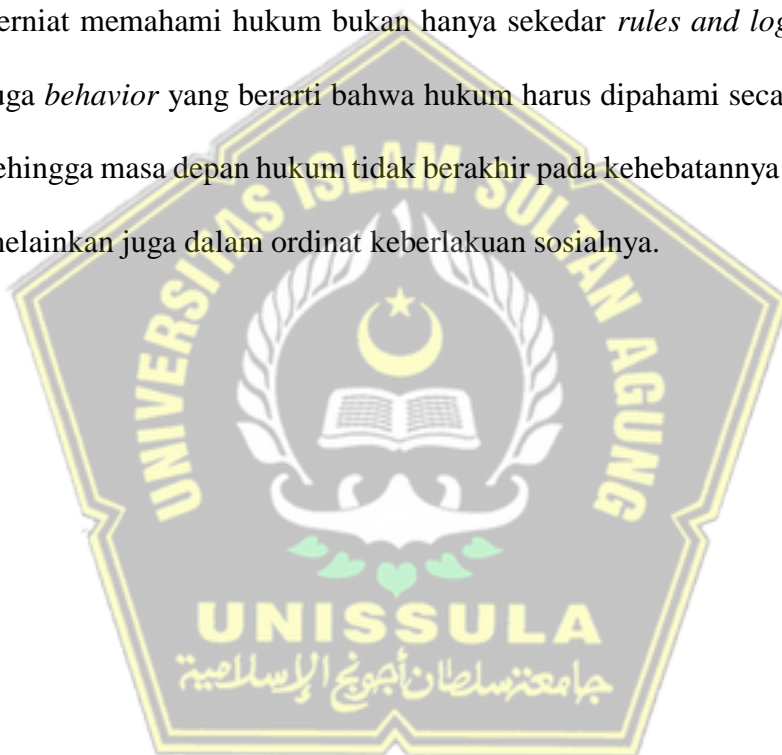 erniat memahami hukum bukan hanya sekedar rules and log
uga behavior yang berarti bahwa hukum harus dipahami seca
ehingga masa depan hukum tidak berakhir pada kehebatannya
nelainkan juga dalam ordinat keberlakuan sosialnya.
UNIVERSITAS ISLAM SULTAN AGUNG
UNISSULA
جامعتنسلطان أجونج الإسلامية